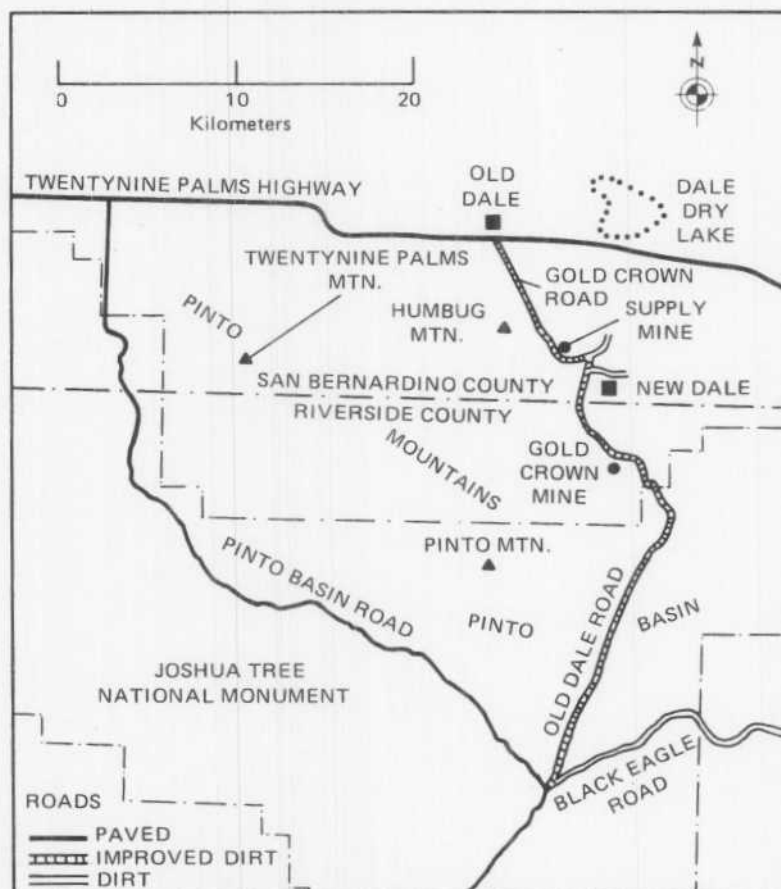 0 10 20
Kilometers
N
TWENTYNINE PALMS HIGHWAY
OLD
DALE
DALE
DRY
LAKE
TWENTYNINE PALMS
MTN.
GOLD CROWN
ROAD
PINTO
HUMBUG
MTN.
SUPPLY
MINE
SAN BERNARDINO COUNTY
NEW DALE
RIVERSIDE COUNTY
MOUNTAINS
GOLD
CROWN
MINE
PINTO MTN.
PINTO BASIN ROAD
PINTO
BASIN
OLD DALE ROAD
JOSHUA TREE
NATIONAL MONUMENT
BLACK EAGLE
ROAD
ROADS
PAVED
IMPROVED DIRT
DIRT